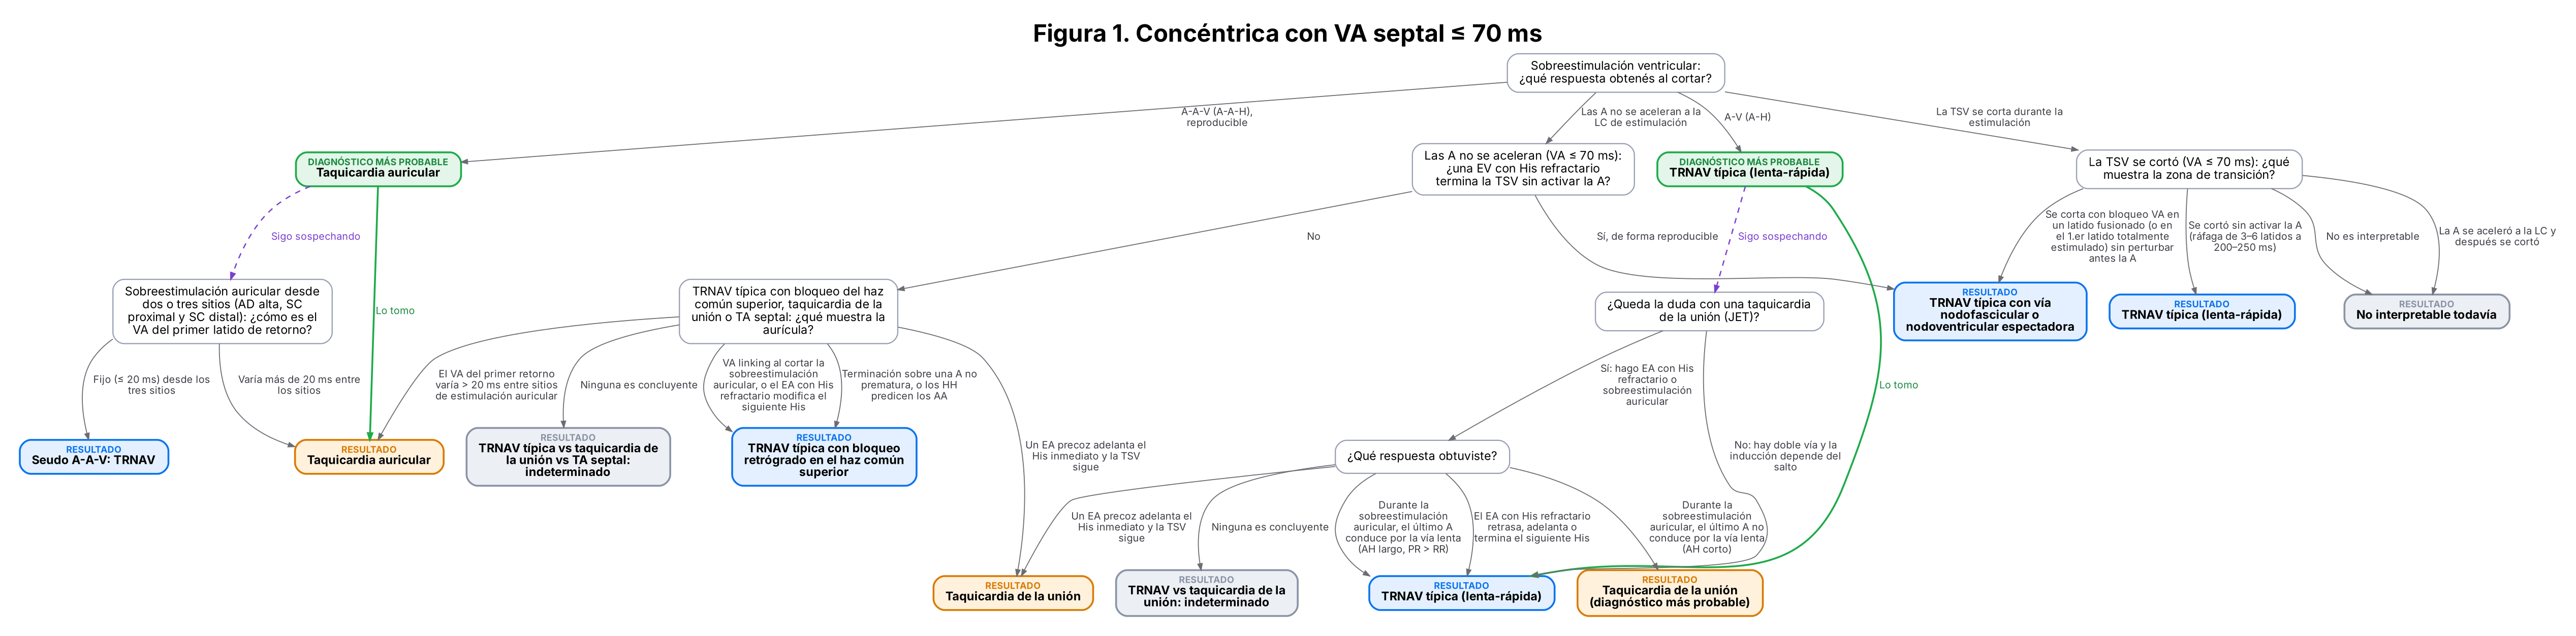 Figura 1. Concéntrica con VA septal ≤ 70 ms
Sobreestimulación ventricular:
¿qué respuesta obtenés al cortar?
A-A-V (A-A-H),
reproducible
Las A no se aceleran a la
LC de estimulación
A-V (A-H)
La TSV se corta durante la
estimulación
DIAGNÓSTICO MÁS PROBABLE
Taquicardia auricular
Las A no se aceleran (VA ≤ 70 ms):
¿una EV con His refractario
termina la TSV sin activar la A?
DIAGNÓSTICO MÁS PROBABLE
TRNAV típica (lenta-rápida)
La TSV se cortó (VA ≤ 70 ms): ¿qué
muestra la zona de transición?
Sigo sospechando
No
Sí, de forma reproducible
Sigo sospechando
Se corta con bloqueo VA en
un latido fusionado (o en
el 1.er latido totalmente
estimulado) sin perturbar
antes la A
Se cortó sin activar la A
(ráfaga de 3–6 latidos a
200–250 ms)
No es interpretable
La A se aceleró a la LC y
después se cortó
Sobreestimulación auricular desde
dos o tres sitios (AD alta, SC
proximal y SC distal): ¿cómo es el
VA del primer latido de retorno?
Lo tomo
TRNAV típica con bloqueo del haz
común superior, taquicardia de la
unión o TA septal: ¿qué muestra la
aurícula?
¿Queda la duda con una taquicardia
de la unión (JET)?
RESULTADO
TRNAV típica con vía
nodofascicular o
nodoventricular espectadora
RESULTADO
TRNAV típica (lenta-rápida)
RESULTADO
No interpretable todavía
Fijo (≤ 20 ms) desde los
tres sitios
Varía más de 20 ms entre
los sitios
El VA del primer retorno
varía > 20 ms entre sitios
de estimulación auricular
Ninguna es concluyente
VA linking al cortar la
sobreestimulación
auricular, o el EA con His
refractario modifica el
siguiente His
Terminación sobre una A no
prematura, o los HH
predicen los AA
Sí: hago EA con His
refractario o
sobreestimulación
auricular
Lo tomo
RESULTADO
Seudo A-A-V: TRNAV
RESULTADO
Taquicardia auricular
RESULTADO
TRNAV típica vs taquicardia de
la unión vs TA septal:
indeterminado
RESULTADO
TRNAV típica con bloqueo
retrógrado en el haz común
superior
Un EA precoz adelanta el
His inmediato y la TSV
sigue
¿Qué respuesta obtuviste?
No: hay doble vía y la
inducción depende del
salto
Un EA precoz adelanta el
His inmediato y la TSV
sigue
Ninguna es concluyente
Durante la
sobreestimulación
auricular, el último A
conduce por la vía lenta
(AH largo, PR > RR)
El EA con His refractario
retrasa, adelanta o
termina el siguiente His
Durante la
sobreestimulación
auricular, el último A no
conduce por la vía lenta
(AH corto)
RESULTADO
Taquicardia de la unión
RESULTADO
TRNAV vs taquicardia de la
unión: indeterminado
RESULTADO
TRNAV típica (lenta-rápida)
RESULTADO
Taquicardia de la unión
(diagnóstico más probable)